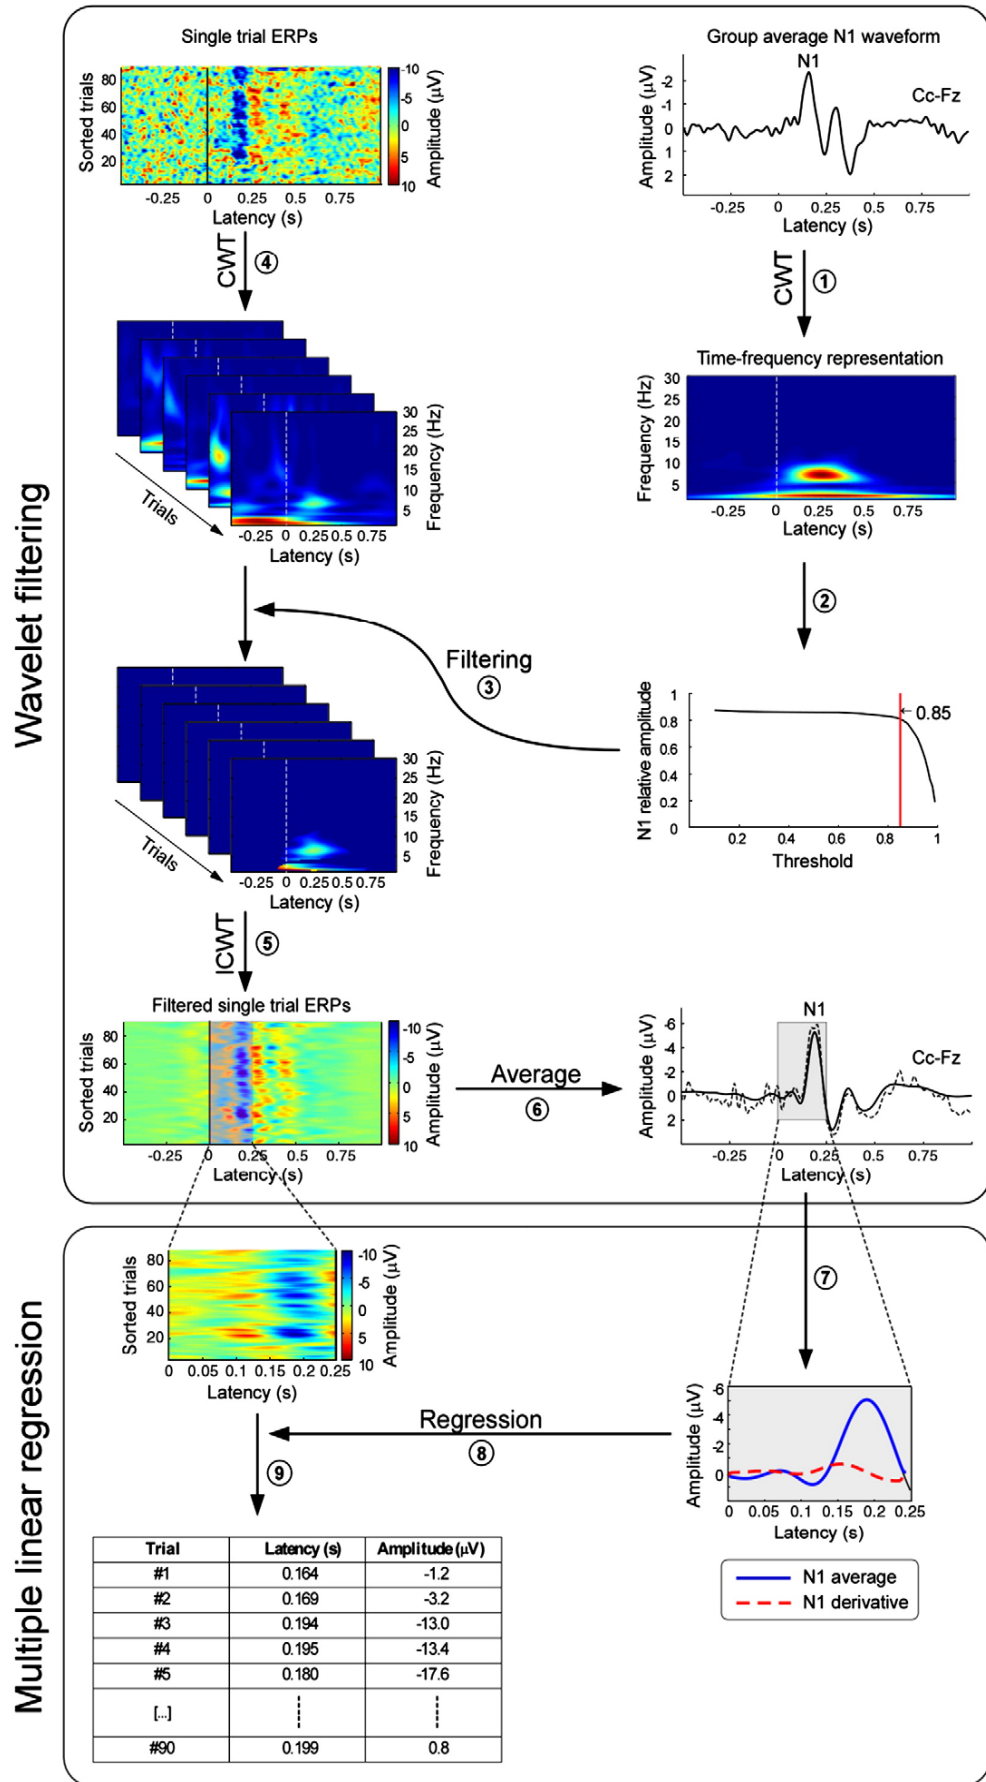 Wavelet filtering
Single trial ERPs
Sorted trials
80
60
40
20
-0.25 0 0.25 0.5 0.75
Latency (s)
-10
-5
0
5
10
Amplitude (µV)
Group average N1 waveform
N1
Cc-Fz
Amplitude (µV)
-2
-1
0
1
2
-0.25 0 0.25 0.5 0.75
Latency (s)
CWT ④
CWT ①
Trials
30
25
20
15
10
5
Frequency (Hz)
-0.25 0 0.25 0.5 0.75
Latency (s)
Time-frequency representation
Frequency (Hz)
30
25
20
15
10
5
-0.25 0 0.25 0.5 0.75
Latency (s)
②
Filtering
③
N1 relative amplitude
1
0.8
0.6
0.4
0.2
0
0.85
0.2 0.4 0.6 0.8 1
Threshold
Trials
30
25
20
15
10
5
Frequency (Hz)
-0.25 0 0.25 0.5 0.75
Latency (s)
ICWT ⑤
Filtered single trial ERPs
Sorted trials
80
60
40
20
-0.25 0 0.25 0.5 0.75
Latency (s)
-10
-5
0
5
10
Amplitude (µV)
Average
⑥
N1
Cc-Fz
Amplitude (µV)
-6
-4
-2
0
2
-0.25 0 0.25 0.5 0.75
Latency (s)
Multiple linear regression
Sorted trials
80
60
40
20
0 0.05 0.1 0.15 0.2 0.25
Latency (s)
-10
-5
0
5
10
Amplitude (µV)
⑦
Regression
⑧
⑨
Amplitude (µV)
-6
-4
-2
0
0 0.05 0.1 0.15 0.2 0.25
Latency (s)
N1 average
N1 derivative
Trial Latency (s) Amplitude (µV)
#1 0.164 -1.2
#2 0.169 -3.2
#3 0.194 -13.0
#4 0.195 -13.4
#5 0.180 -17.6
[...]
#90 0.199 0.8